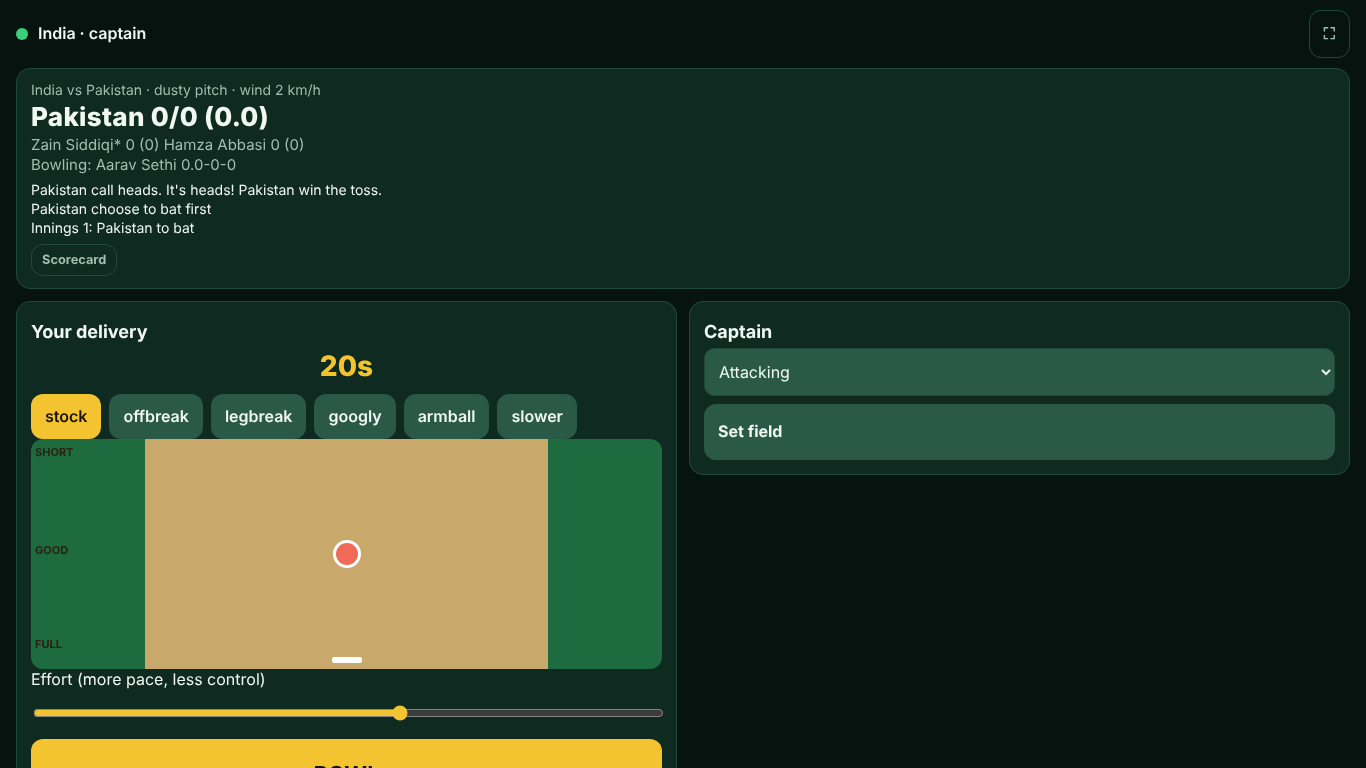 India · captain
India vs Pakistan · dusty pitch · wind 2 km/h
Pakistan 0/0 (0.0)
Zain Siddiqi* 0 (0) Hamza Abbasi 0 (0)
Bowling: Aarav Sethi 0.0-0-0
Pakistan call heads. It's heads! Pakistan win the toss.
Pakistan choose to bat first
Innings 1: Pakistan to bat
Scorecard
Your delivery
20s
stock offbreak legbreak googly armball slower
SHORT
GOOD
FULL
Effort (more pace, less control)
BOWL
Captain
Attacking
Set field